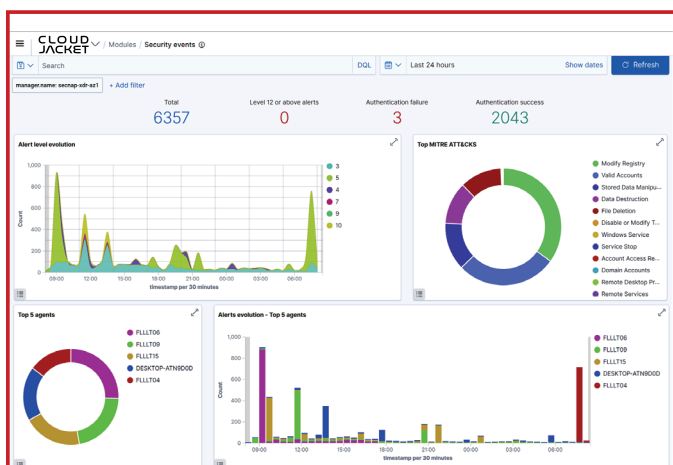 CLOUD
JACKET / Modules / Security events
Search DQL Last 24 hours Show dates Refresh
manager.name: secnap-xdr-az1 + Add filter
Total Level 12 or above alerts Authentication failure Authentication success
6357 0 3 2043
Alert level evolution
Count
1,000
800
600
400
200
0
09:00 12:00 15:00 18:00 21:00 00:00 03:00 06:00
timestamp per 30 minutes
3
5
4
7
9
10
Top MITRE ATT&CKS
Modify Registry
Valid Accounts
Stored Data Manipu...
Data Destruction
File Deletion
Disable or Modify T...
Windows Service
Service Stop
Account Access Re...
Domain Accounts
Remote Desktop Pr...
Remote Services
Top 5 agents
FLLLT06
FLLLT09
FLLLT15
DESKTOP-ATN9D0D
FLLLT04
Alerts evolution - Top 5 agents
Count
1,000
800
600
400
200
0
09:00 12:00 15:00 18:00 21:00 00:00 03:00 06:00
timestamp per 30 minutes
FLLLT06
FLLLT09
FLLLT15
DESKTOP-ATN9D0D
FLLLT04